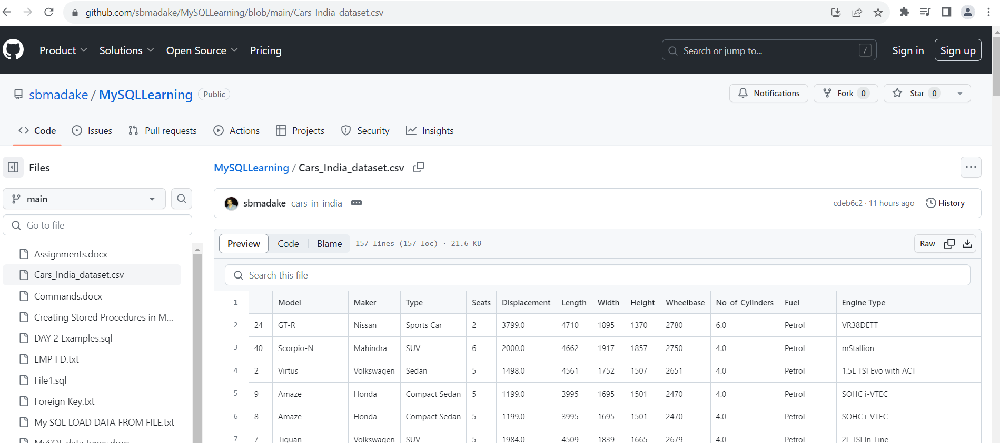 github.com/sbmadake/MySQLLearning/blob/main/Cars_India_dataset.csv
Product Solutions Open Source Pricing Search or jump to... / Sign in Sign up
sbmadake / MySQLLearning Public Notifications Fork 0 Star 0
Code Issues Pull requests Actions Projects Security Insights
Files
main
Go to file
Assignments.docx
Cars_India_dataset.csv
Commands.docx
Creating Stored Procedures in M...
DAY 2 Examples.sql
EMP I D.txt
File1.sql
Foreign Key.txt
My SQL LOAD DATA FROM FILE.txt
MySQL data types.docx
MySQLLearning / Cars_India_dataset.csv
sbmadake cars_in_india cdeb6c2 · 11 hours ago History
Preview Code Blame 157 lines (157 loc) · 21.6 KB Raw
Search this file
1 Model Maker Type Seats Displacement Length Width Height Wheelbase No_of_Cylinders Fuel Engine Type
2 24 GT-R Nissan Sports Car 2 3799.0 4710 1895 1370 2780 6.0 Petrol VR38DETT
3 40 Scorpio-N Mahindra SUV 6 2000.0 4662 1917 1857 2750 4.0 Petrol mStallion
4 2 Virtus Volkswagen Sedan 5 1498.0 4561 1752 1507 2651 4.0 Petrol 1.5L TSI Evo with ACT
5 9 Amaze Honda Compact Sedan 5 1199.0 3995 1695 1501 2470 4.0 Petrol SOHC i-VTEC
6 8 Amaze Honda Compact Sedan 5 1199.0 3995 1695 1501 2470 4.0 Petrol SOHC i-VTEC
7 7 Tiguan Volkswagen SUV 5 1984.0 4509 1839 1665 2679 4.0 Petrol 2L TSI In-Line